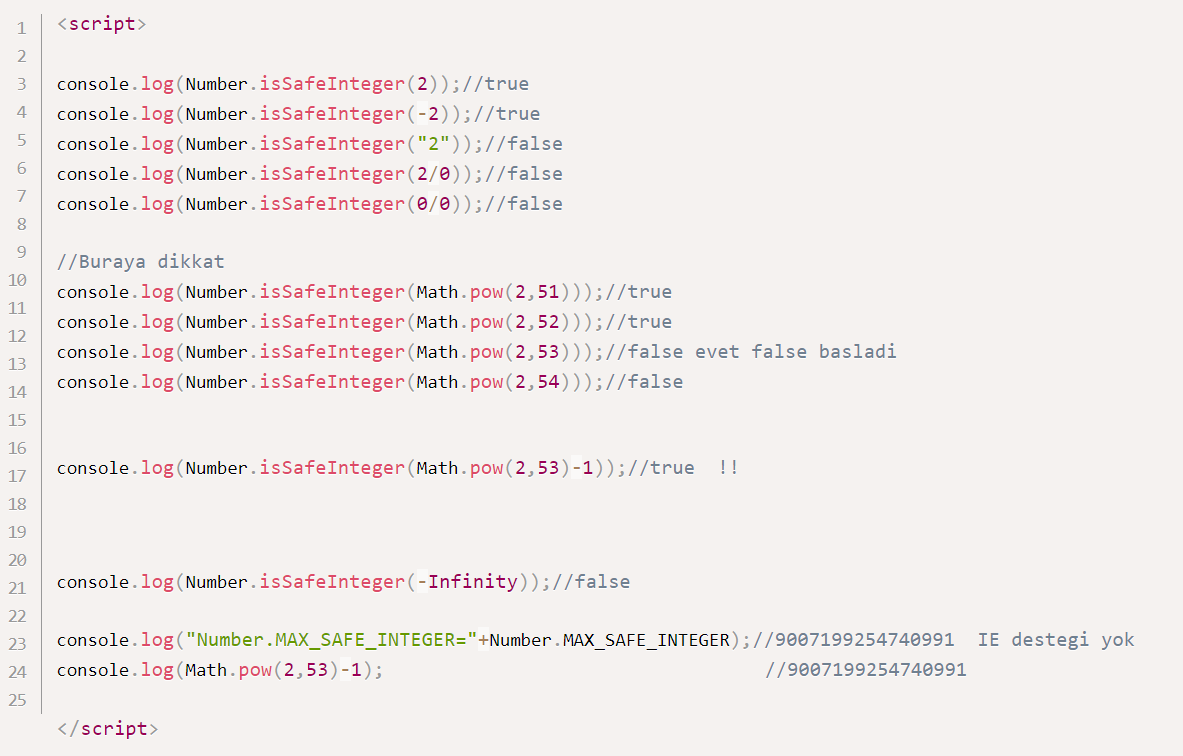 1 <script>
2
3 console.log(Number.isSafeInteger(2));//true
4 console.log(Number.isSafeInteger(-2));//true
5 console.log(Number.isSafeInteger("2"));//false
6 console.log(Number.isSafeInteger(2/0));//false
7 console.log(Number.isSafeInteger(0/0));//false
8
9 //Buraya dikkat
10 console.log(Number.isSafeInteger(Math.pow(2,51)));//true
11 console.log(Number.isSafeInteger(Math.pow(2,52)));//true
12 console.log(Number.isSafeInteger(Math.pow(2,53)));//false evet false basladi
13 console.log(Number.isSafeInteger(Math.pow(2,54)));//false
14
15
16
17 console.log(Number.isSafeInteger(Math.pow(2,53)-1));//true  !!
18
19
20
21 console.log(Number.isSafeInteger(-Infinity));//false
22
23 console.log("Number.MAX_SAFE_INTEGER="+Number.MAX_SAFE_INTEGER);//9007199254740991  IE destegi yok
24 console.log(Math.pow(2,53)-1);                                  //9007199254740991
25
</script>